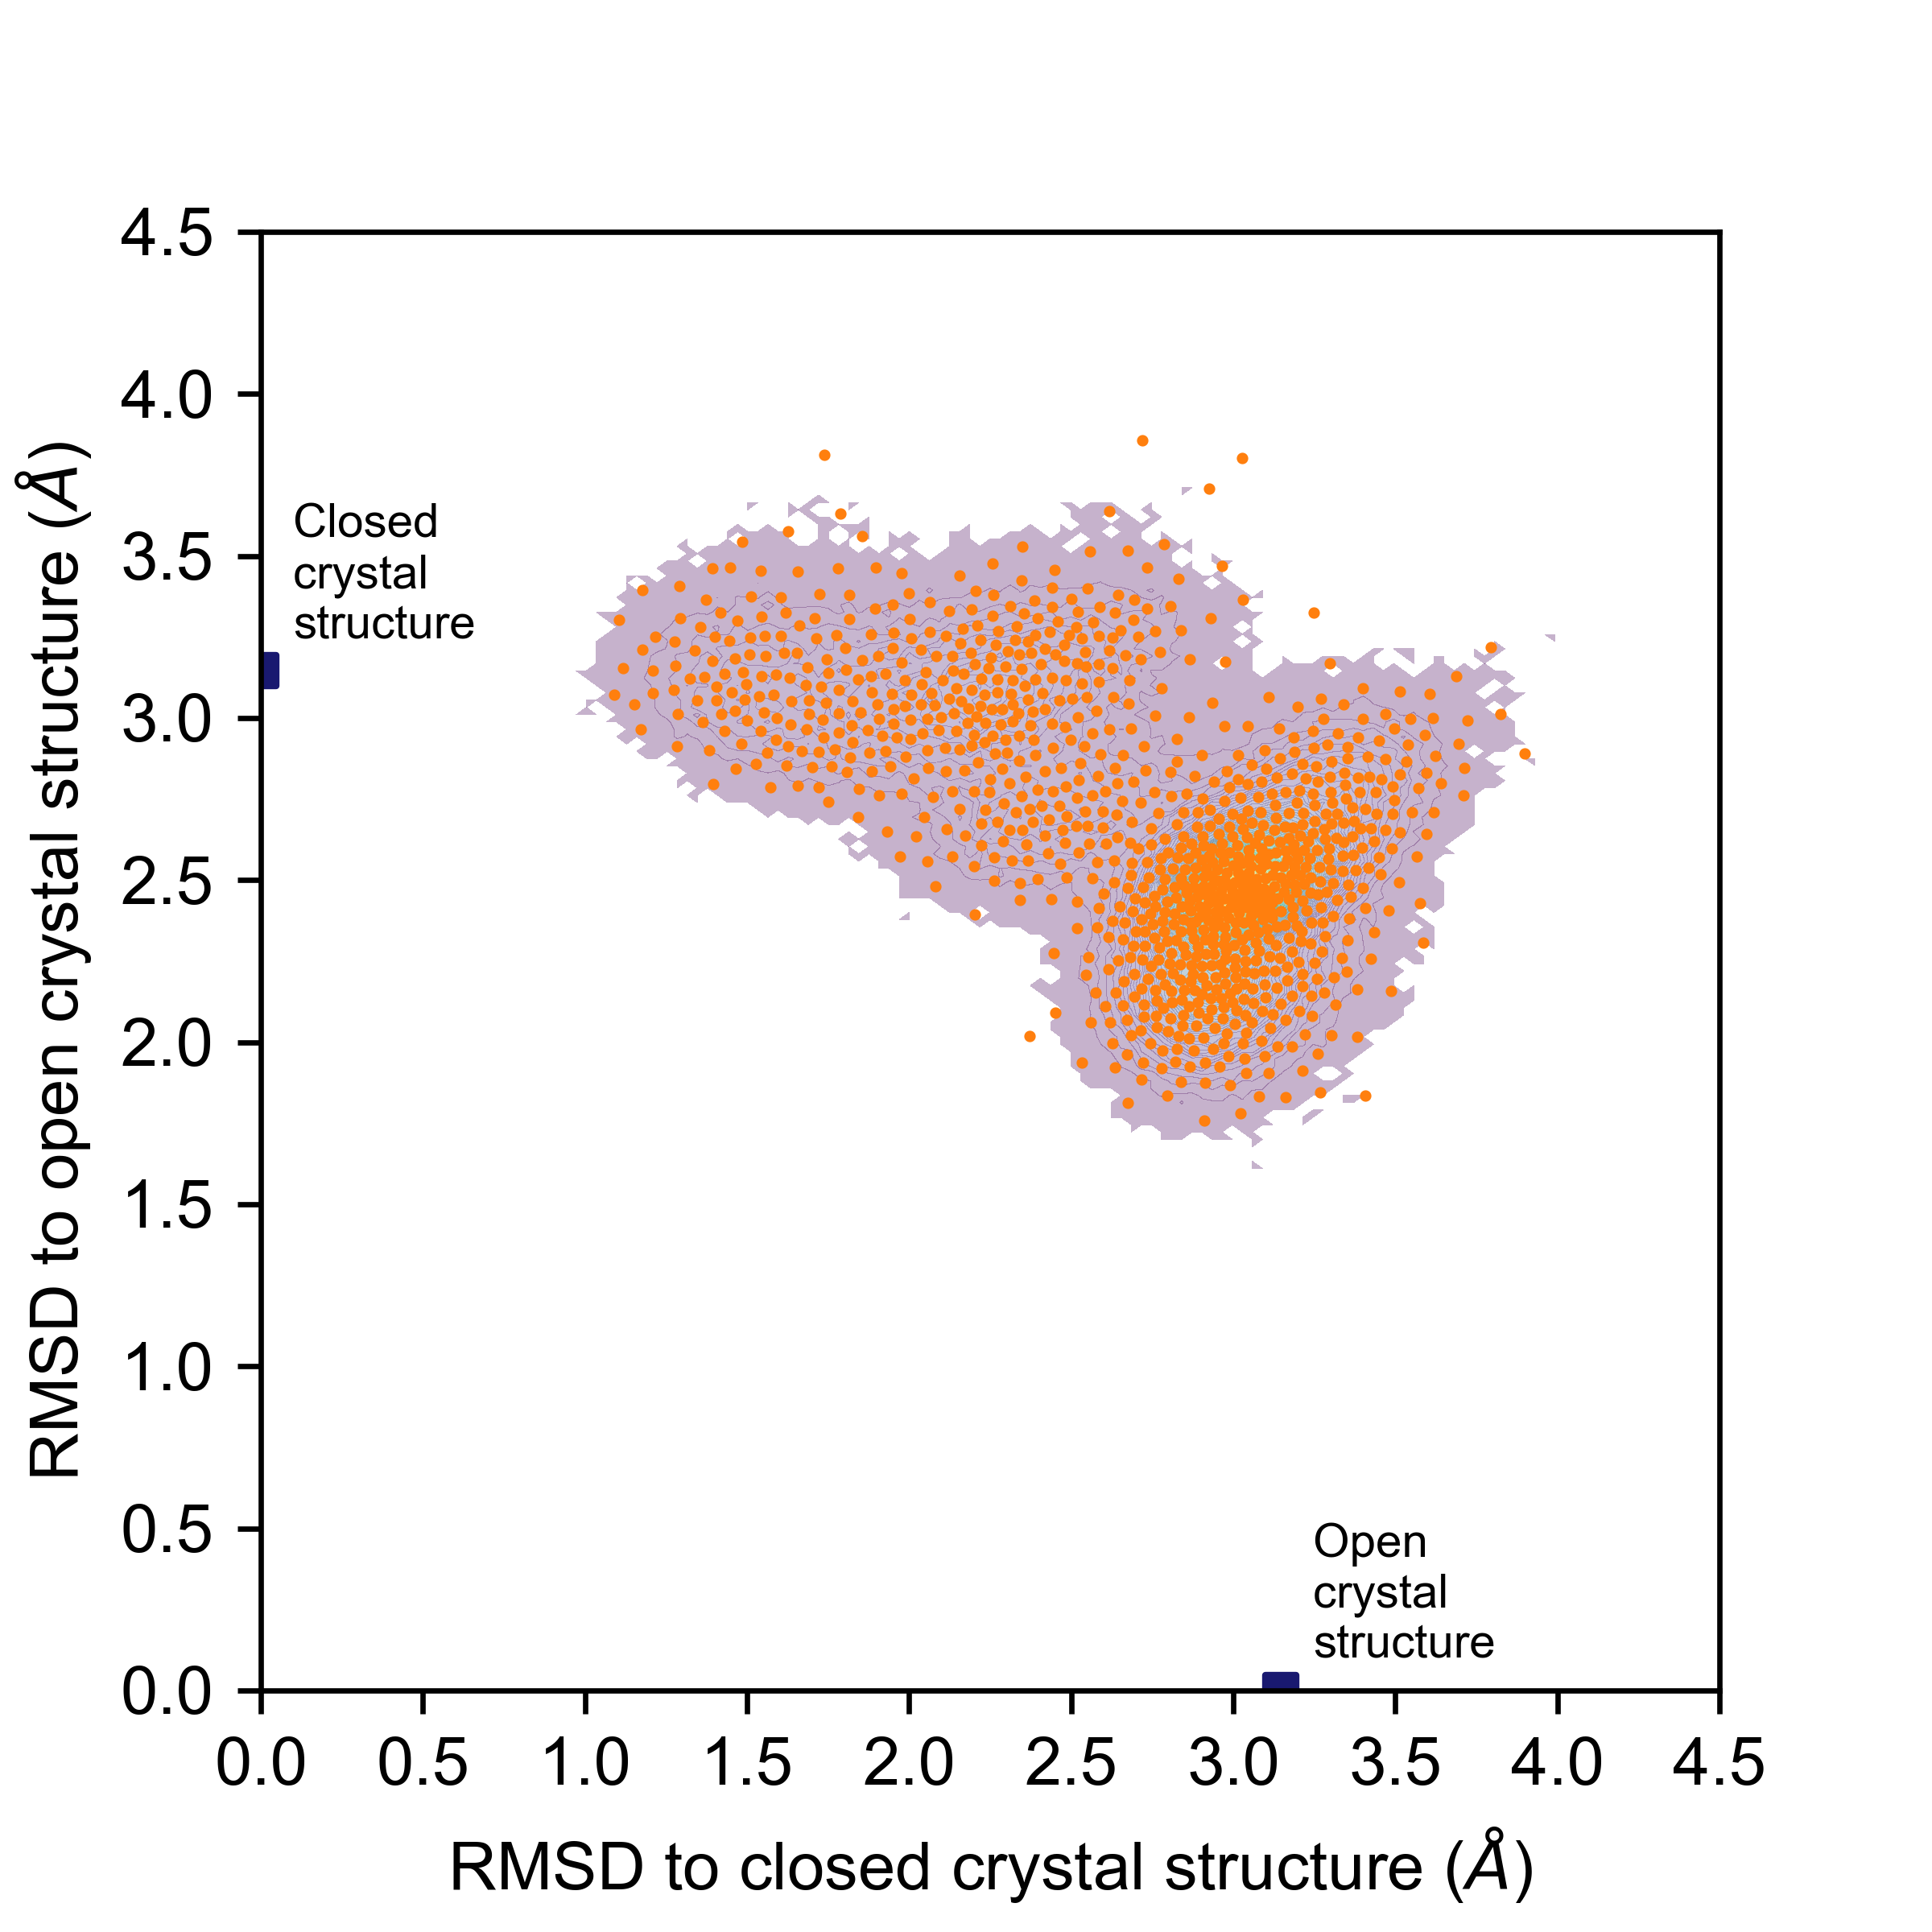 4.5
4.0
3.5
3.0
2.5
2.0
1.5
1.0
0.5
0.0
RMSD to open crystal structure (Å)
Closed
crystal
structure
Open
crystal
structure
0.0 0.5 1.0 1.5 2.0 2.5 3.0 3.5 4.0 4.5
RMSD to closed crystal structure (Å)